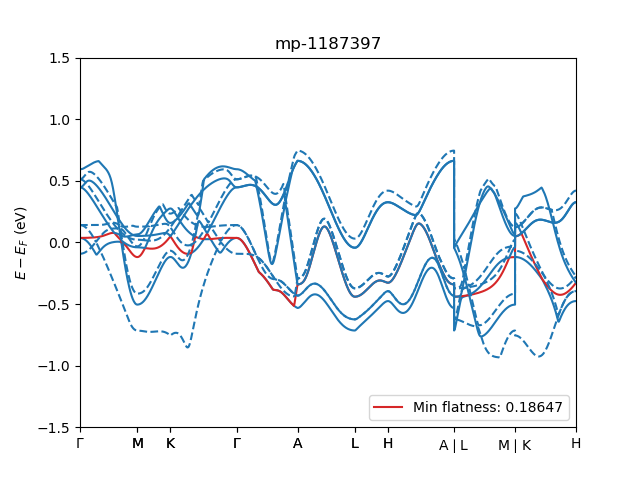 mp-1187397
E − E_F (eV)
1.5
1.0
0.5
0.0
−0.5
−1.0
−1.5
Min flatness: 0.18647
Γ M K Γ A L H A | L M | K H